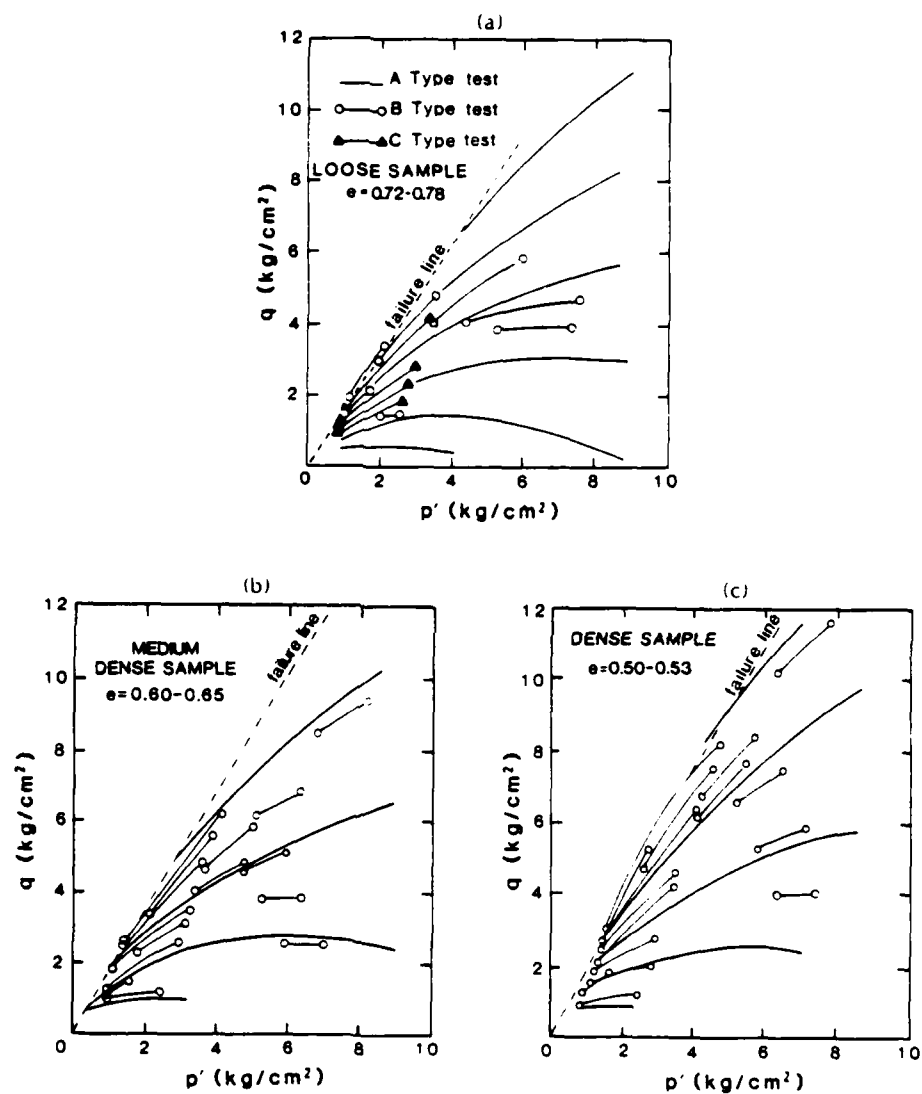 (a)
12
10
8
6
4
2
0
2
4
6
8
10
q (kg/cm²)
p' (kg/cm²)
A Type test
B Type test
C Type test
LOOSE SAMPLE
e=0.72-0.78
failure line
(b)
12
10
8
6
4
2
0
2
4
6
8
10
q (kg/cm²)
p' (kg/cm²)
MEDIUM
DENSE SAMPLE
e=0.60-0.65
failure line
(c)
12
10
8
6
4
2
0
2
4
6
8
10
q (kg/cm²)
p' (kg/cm²)
DENSE SAMPLE
e=0.50-0.53
failure line